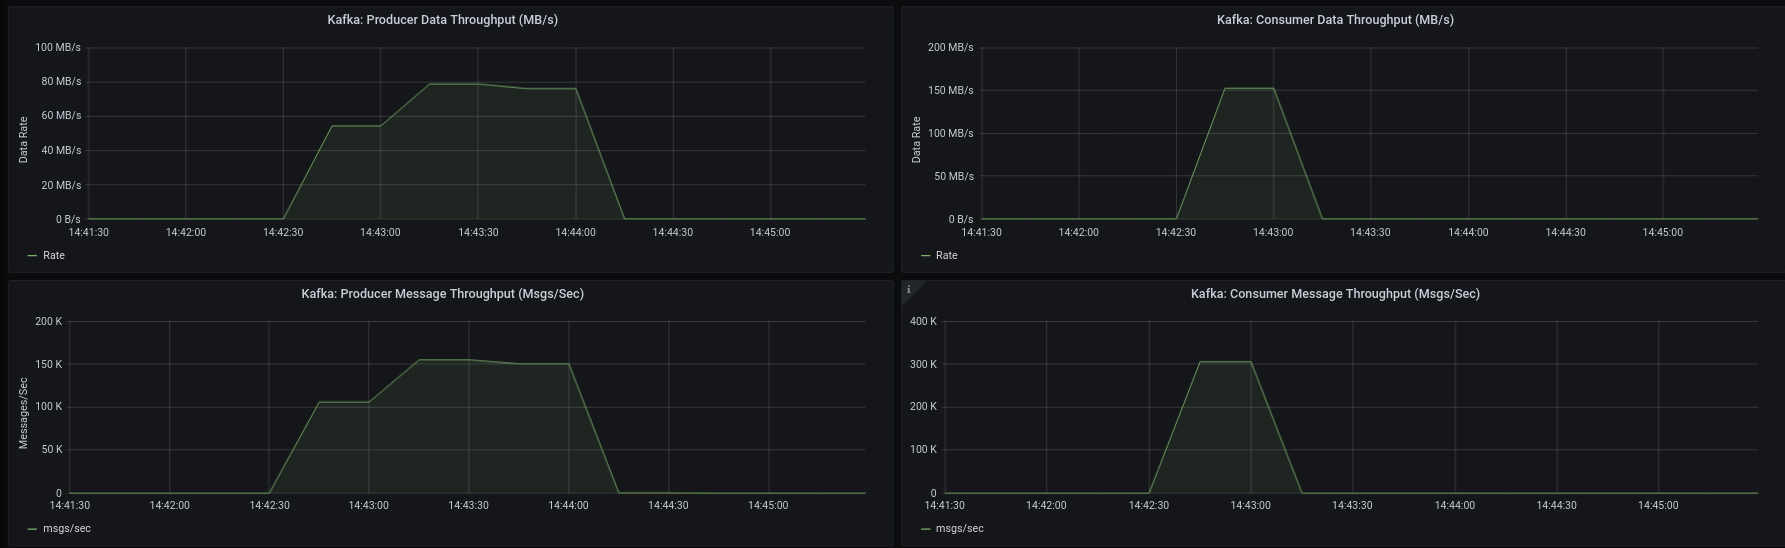 Kafka: Producer Data Throughput (MB/s)
100 MB/s
80 MB/s
60 MB/s
40 MB/s
20 MB/s
0 B/s
Data Rate
14:41:30 14:42:00 14:42:30 14:43:00 14:43:30 14:44:00 14:44:30 14:45:00
Rate
Kafka: Consumer Data Throughput (MB/s)
200 MB/s
150 MB/s
100 MB/s
50 MB/s
0 B/s
Data Rate
14:41:30 14:42:00 14:42:30 14:43:00 14:43:30 14:44:00 14:44:30 14:45:00
Rate
Kafka: Producer Message Throughput (Msgs/Sec)
200 K
150 K
100 K
50 K
0
Messages/Sec
14:41:30 14:42:00 14:42:30 14:43:00 14:43:30 14:44:00 14:44:30 14:45:00
msgs/sec
i
Kafka: Consumer Message Throughput (Msgs/Sec)
400 K
300 K
200 K
100 K
0
14:41:30 14:42:00 14:42:30 14:43:00 14:43:30 14:44:00 14:44:30 14:45:00
msgs/sec